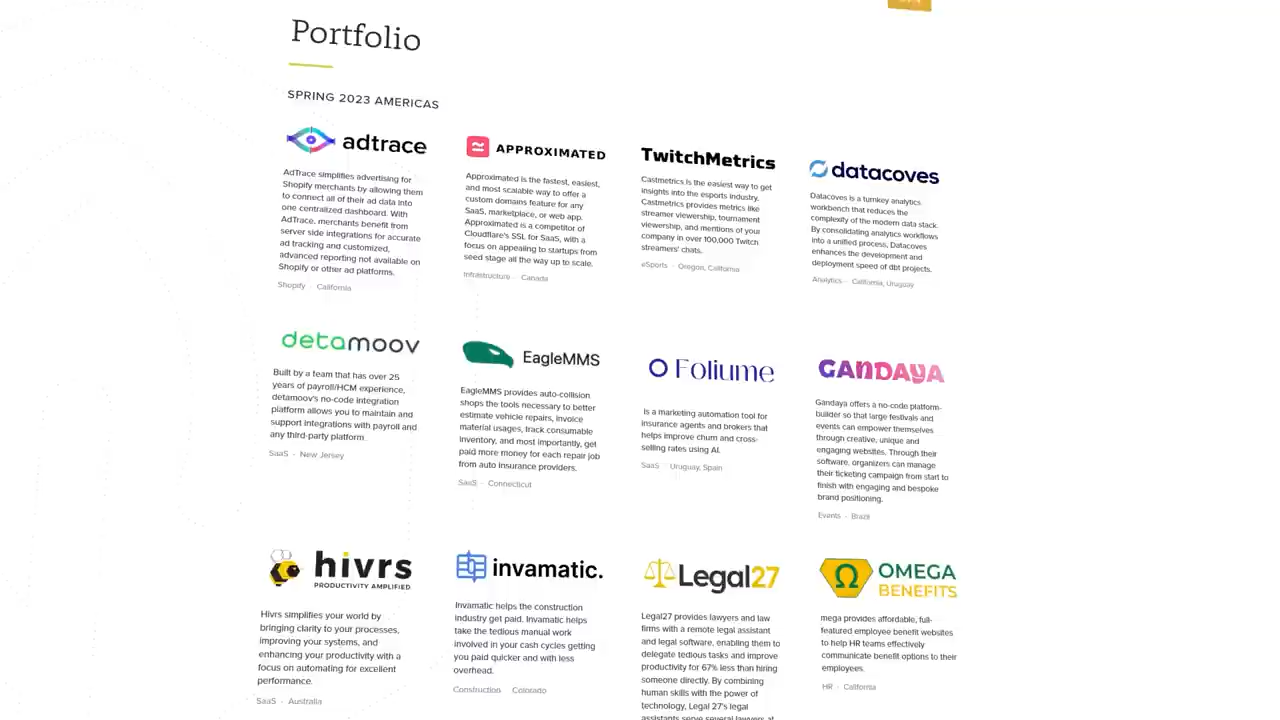 Portfolio
SPRING 2023 AMERICAS
adtrace
AdTrace simplifies advertising for
Shopify merchants by allowing them
to connect all of their ad data into
one centralized dashboard. With
AdTrace, merchants benefit from
server side integrations for accurate
ad tracking and customized,
advanced reporting not available on
Shopify or other ad platforms.
Shopify · California
APPROXIMATED
Approximated is the fastest, easiest,
and most scalable way to offer a
custom domains feature for any
SaaS, marketplace, or web app.
Approximated is a competitor of
Cloudflare's SSL for SaaS, with a
focus on appealing to startups from
seed stage all the way up to scale.
Infrastructure · Canada
TwitchMetrics
Castmetrics is the easiest way to get
insights into the esports industry.
Castmetrics provides metrics like
streamer viewership, tournament
viewership, and mentions of your
company in over 100,000 Twitch
streamers' chats.
eSports · Oregon, California
datacoves
Datacoves is a turnkey analytics
workbench that reduces the
complexity of the modern data stack.
By consolidating analytics workflows
into a unified process, Datacoves
enhances the development and
deployment speed of dbt projects.
Analytics · California, Uruguay
detamoov
Built by a team that has over 25
years of payroll/HCM experience,
detamoov's no-code integration
platform allows you to maintain and
support integrations with payroll and
any third-party platform.
SaaS · New Jersey
EagleMMS
EagleMMS provides auto-collision
shops the tools necessary to better
estimate vehicle repairs, invoice
material usages, track consumable
inventory, and most importantly, get
paid more money for each repair job
from auto insurance providers.
SaaS · Connecticut
Foliume
is a marketing automation tool for
insurance agents and brokers that
helps improve churn and cross-
selling rates using AI.
SaaS · Uruguay, Spain
GANDAYA
Gandaya offers a no-code platform-
builder so that large festivals and
events can empower themselves
through creative, unique and
engaging websites. Through their
software, organizers can manage
their ticketing campaign from start to
finish with engaging and bespoke
brand positioning.
Events · Brazil
hivrs
PRODUCTIVITY AMPLIFIED
Hivrs simplifies your world by
bringing clarity to your processes,
improving your systems, and
enhancing your productivity with a
focus on automating for excellent
performance.
SaaS · Australia
invamatic.
Invamatic helps the construction
industry get paid. Invamatic helps
take the tedious manual work
involved in your cash cycles getting
you paid quicker and with less
overhead.
Construction · Colorado
Legal27
Legal27 provides lawyers and law
firms with a remote legal assistant
and legal software, enabling them to
delegate tedious tasks and improve
productivity for 67% less than hiring
someone directly. By combining
human skills with the power of
technology, Legal 27's legal
assistants serve several lawyers at
OMEGA
BENEFITS
mega provides affordable, full-
featured employee benefit websites
to help HR teams effectively
communicate benefit options to their
employees.
HR · California